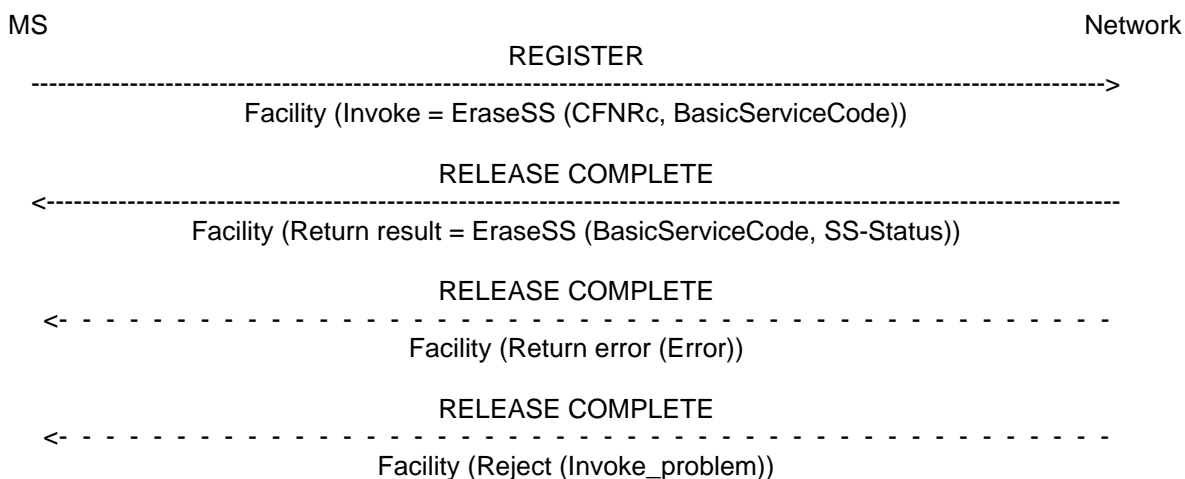 MS Network
REGISTER
Facility (Invoke = EraseSS (CFNRc, BasicServiceCode))
RELEASE COMPLETE
Facility (Return result = EraseSS (BasicServiceCode, SS-Status))
RELEASE COMPLETE
Facility (Return error (Error))
RELEASE COMPLETE
Facility (Reject (Invoke_problem))